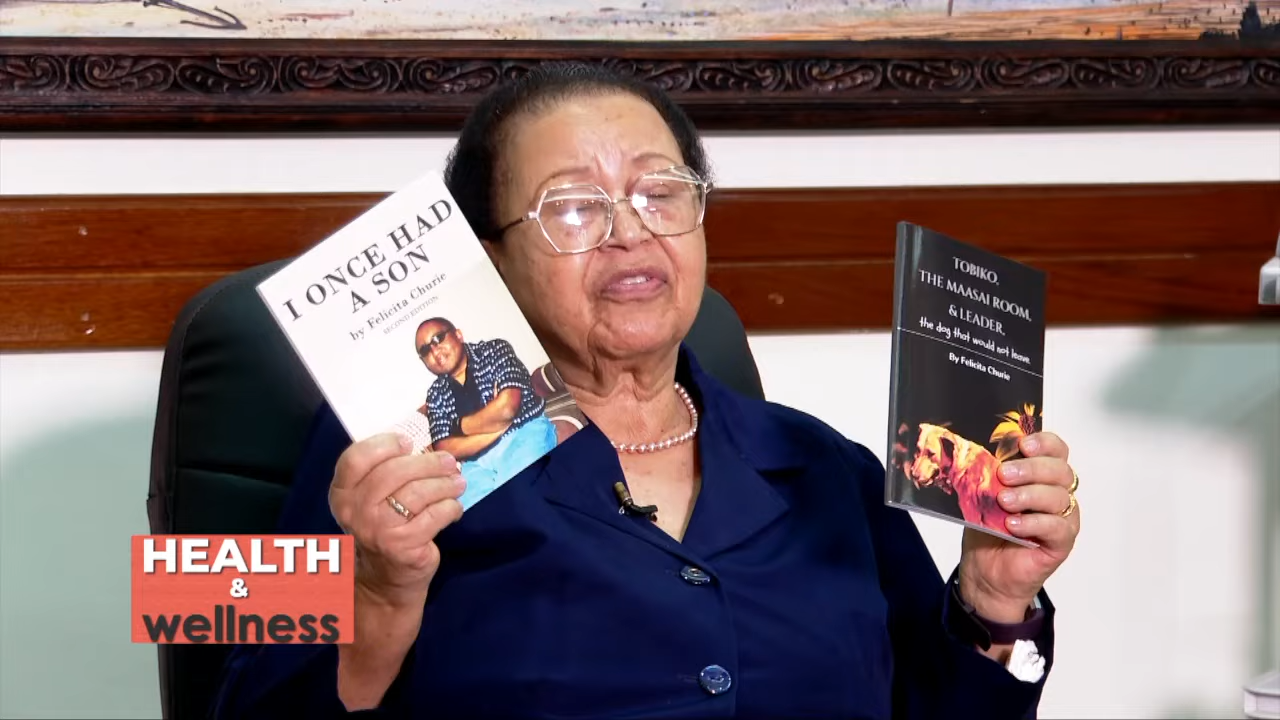 I ONCE HAD
A SON
by Felicita Churie
SECOND EDITION
TOBIKO,
THE MAASAI ROOM,
& LEADER,
the dog that would not leave.
By Felicita Churie
HEALTH
&
wellness